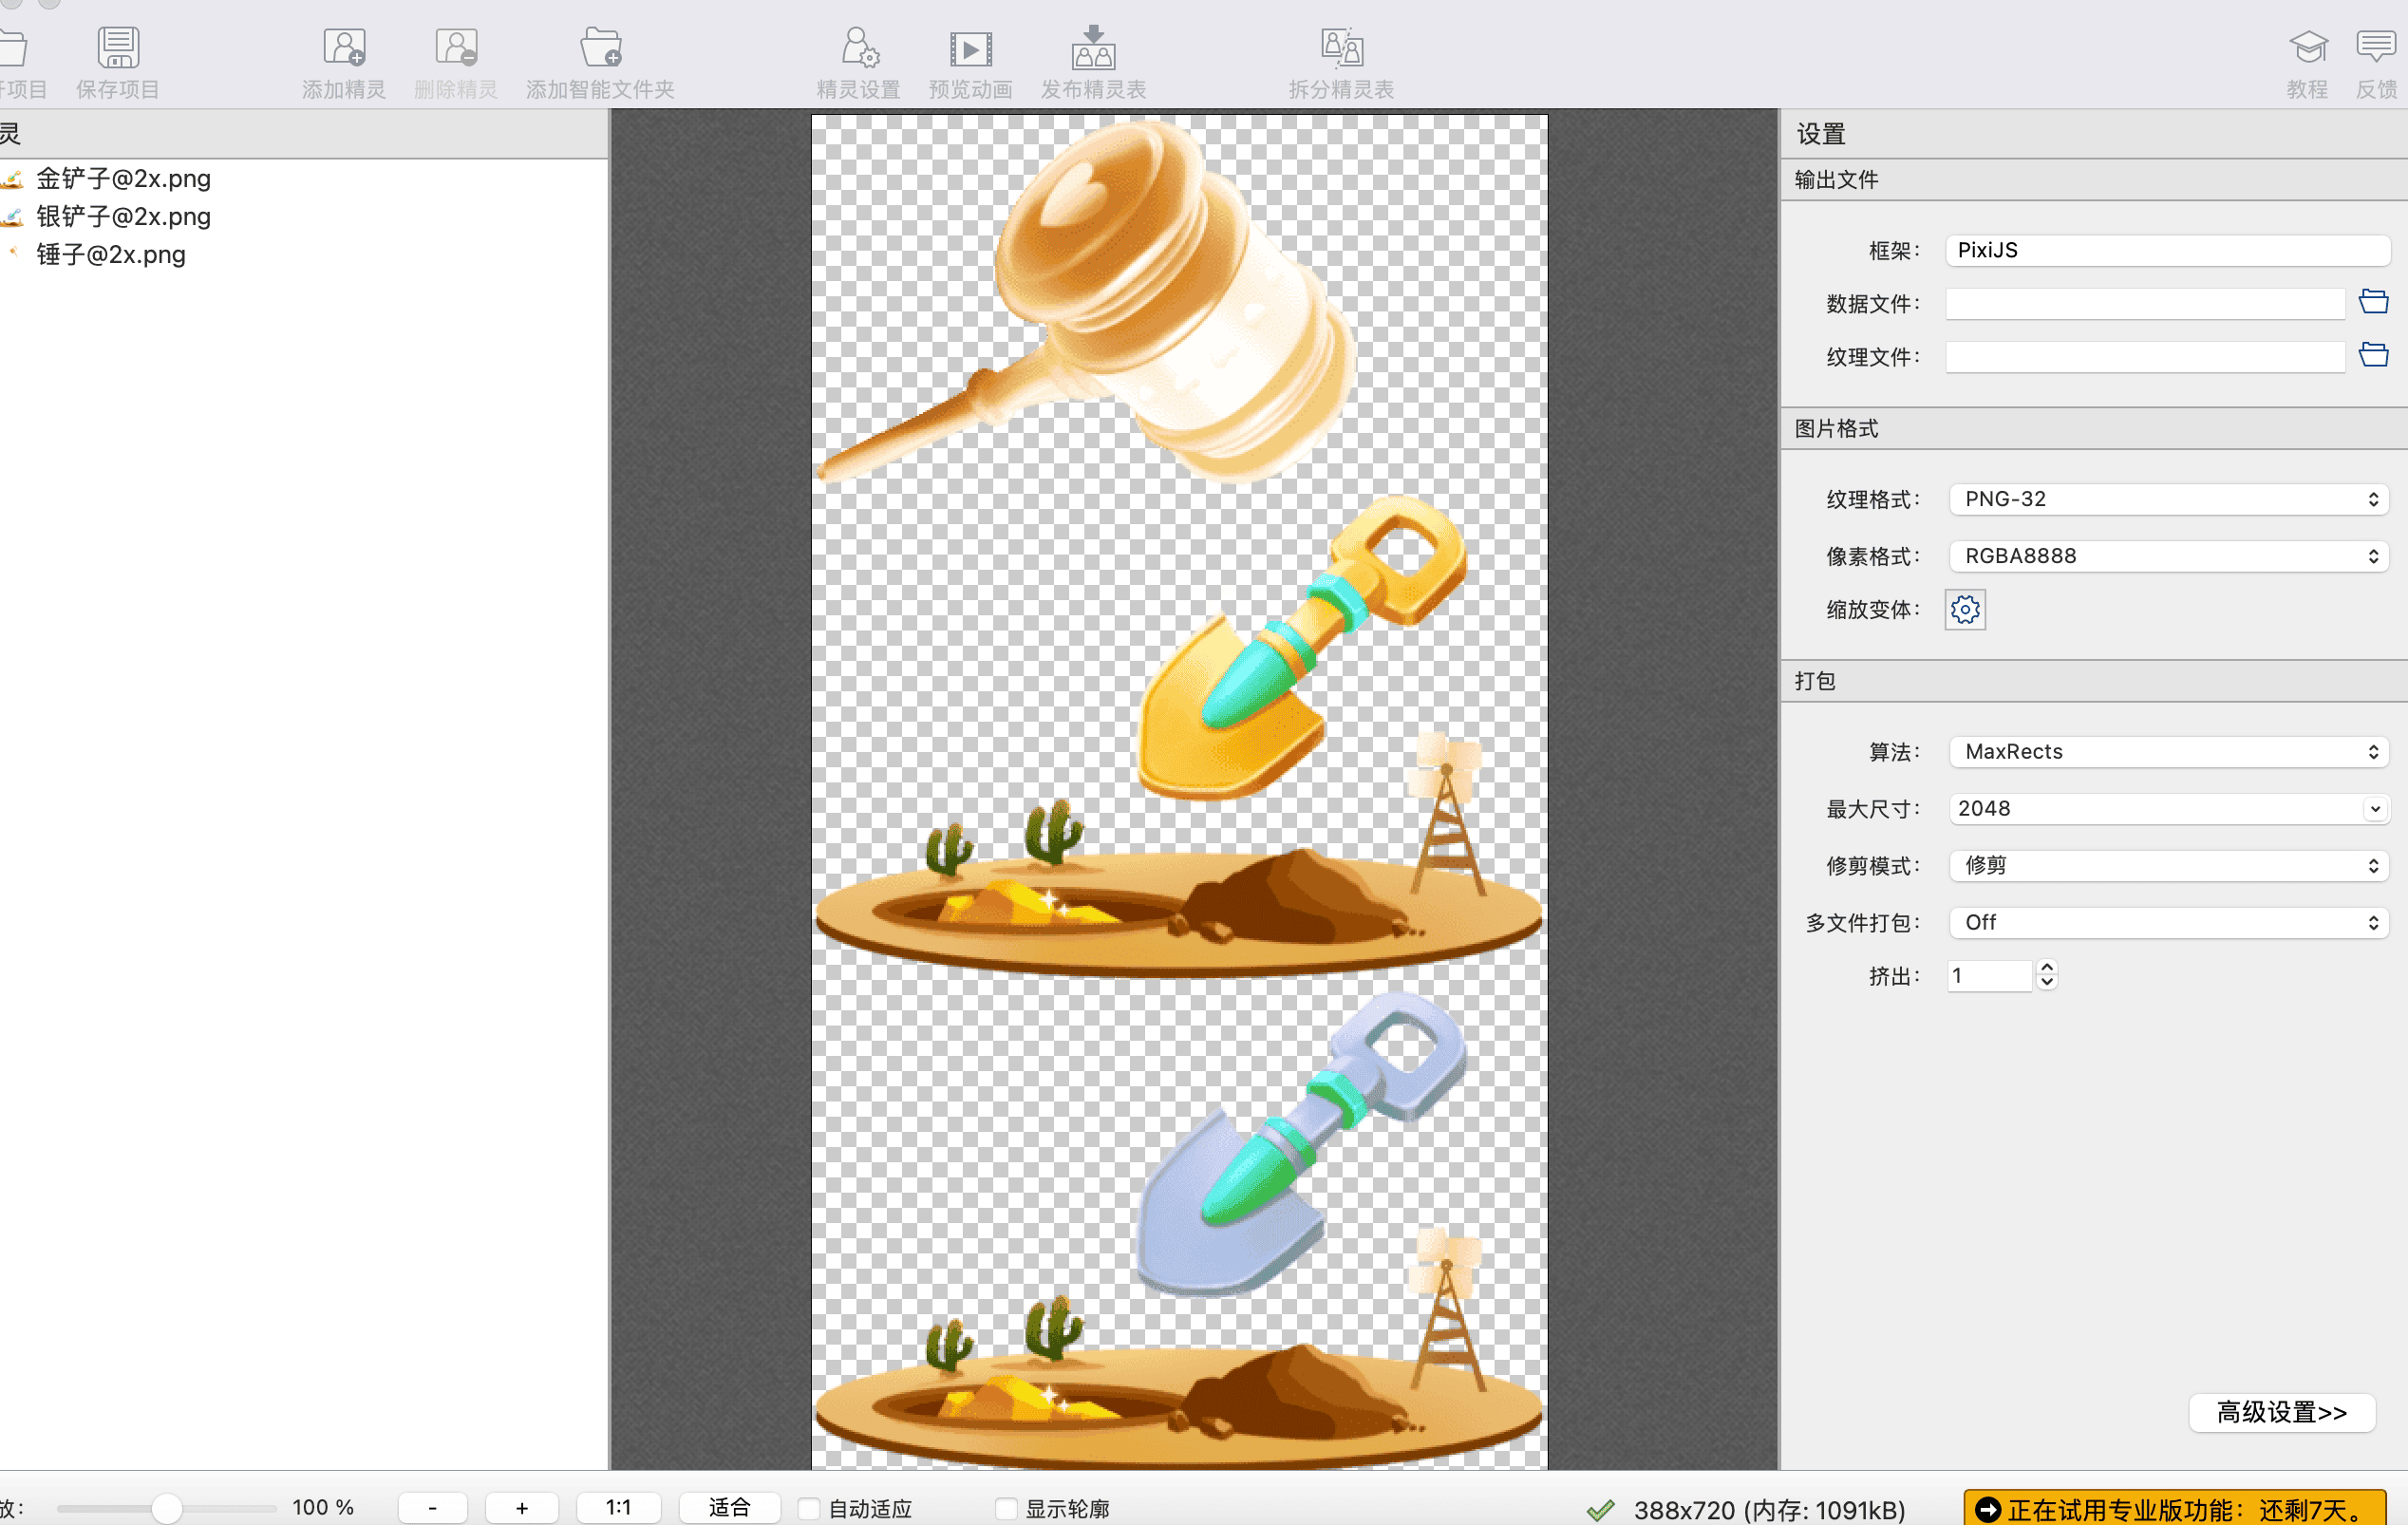 项目
保存项目
添加精灵
删除精灵
添加智能文件夹
精灵设置
预览动画
发布精灵表
拆分精灵表
教程
反馈
灵
金铲子@2x.png
银铲子@2x.png
锤子@2x.png
设置
输出文件
框架：
PixiJS
数据文件：
纹理文件：
图片格式
纹理格式：
PNG-32
像素格式：
RGBA8888
缩放变体：
打包
算法：
MaxRects
最大尺寸：
2048
修剪模式：
修剪
多文件打包：
Off
挤出：
1
高级设置>>
放：
100 %
-
+
1:1
适合
自动适应
显示轮廓
388x720 (内存: 1091kB)
正在试用专业版功能：还剩7天。